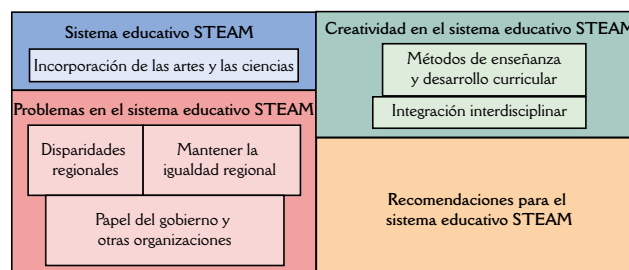 Sistema educativo STEAM
Incorporación de las artes y las ciencias
Problemas en el sistema educativo STEAM
Disparidades
regionales
Mantener la
igualdad regional
Papel del gobierno y
otras organizaciones
Creatividad en el sistema educativo STEAM
Métodos de enseñanza
y desarrollo curricular
Integración interdisciplinar
Recomendaciones para el
sistema educativo STEAM